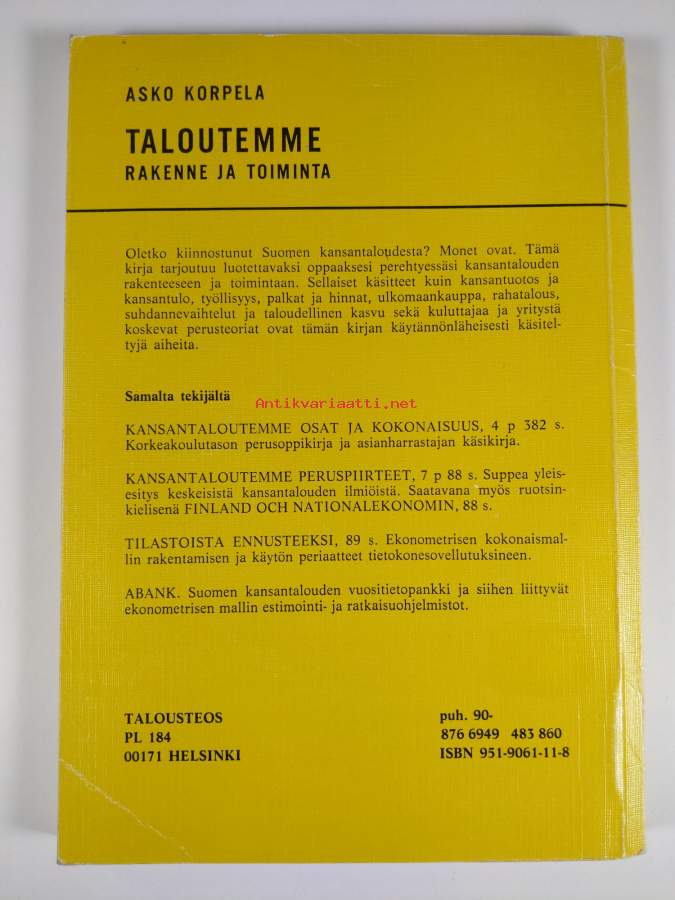 ASKO KORPELA
TALOUTEMME
RAKENNE JA TOIMINTA
Oletko kiinnostunut Suomen kansantaloudesta? Monet ovat. Tämä
kirja tarjoutuu luotettavaksi oppaaksesi perehtyessäsi kansantalouden
rakenteeseen ja toimintaan. Sellaiset käsitteet kuin kansantuotos ja
kansantulo, työllisyys, palkat ja hinnat, ulkomaankauppa, rahatalous,
suhdannevaihtelut ja taloudellinen kasvu sekä kuluttajaa ja yritystä
koskevat perusteoriat ovat tämän kirjan käytännönläheisesti käsitel-
tyjä aiheita.
Samalta tekijältä
Antikvariaatti.net
KANSANTALOUTEMME OSAT JA KOKONAISUUS, 4 p 382 s.
Korkeakoulutason perusoppikirja ja asianharrastajan käsikirja.
KANSANTALOUTEMME PERUSPIIRTEET, 7 p 88 s. Suppea yleis-
esitys keskeisistä kansantalouden ilmiöistä. Saatavana myös ruotsin-
kielisenä FINLAND OCH NATIONALEKONOMIN, 88 s.
TILASTOISTA ENNUSTEEKSI, 89 s. Ekonometrisen kokonaismal-
lin rakentamisen ja käytön periaatteet tietokonesovellutuksineen.
ABANK. Suomen kansantalouden vuositietopankki ja siihen liittyvät
ekonometrisen mallin estimointi- ja ratkaisuohjelmistot.
TALOUSTEOS
PL 184
00171 HELSINKI
puh. 90-
876 6949 483 860
ISBN 951-9061-11-8